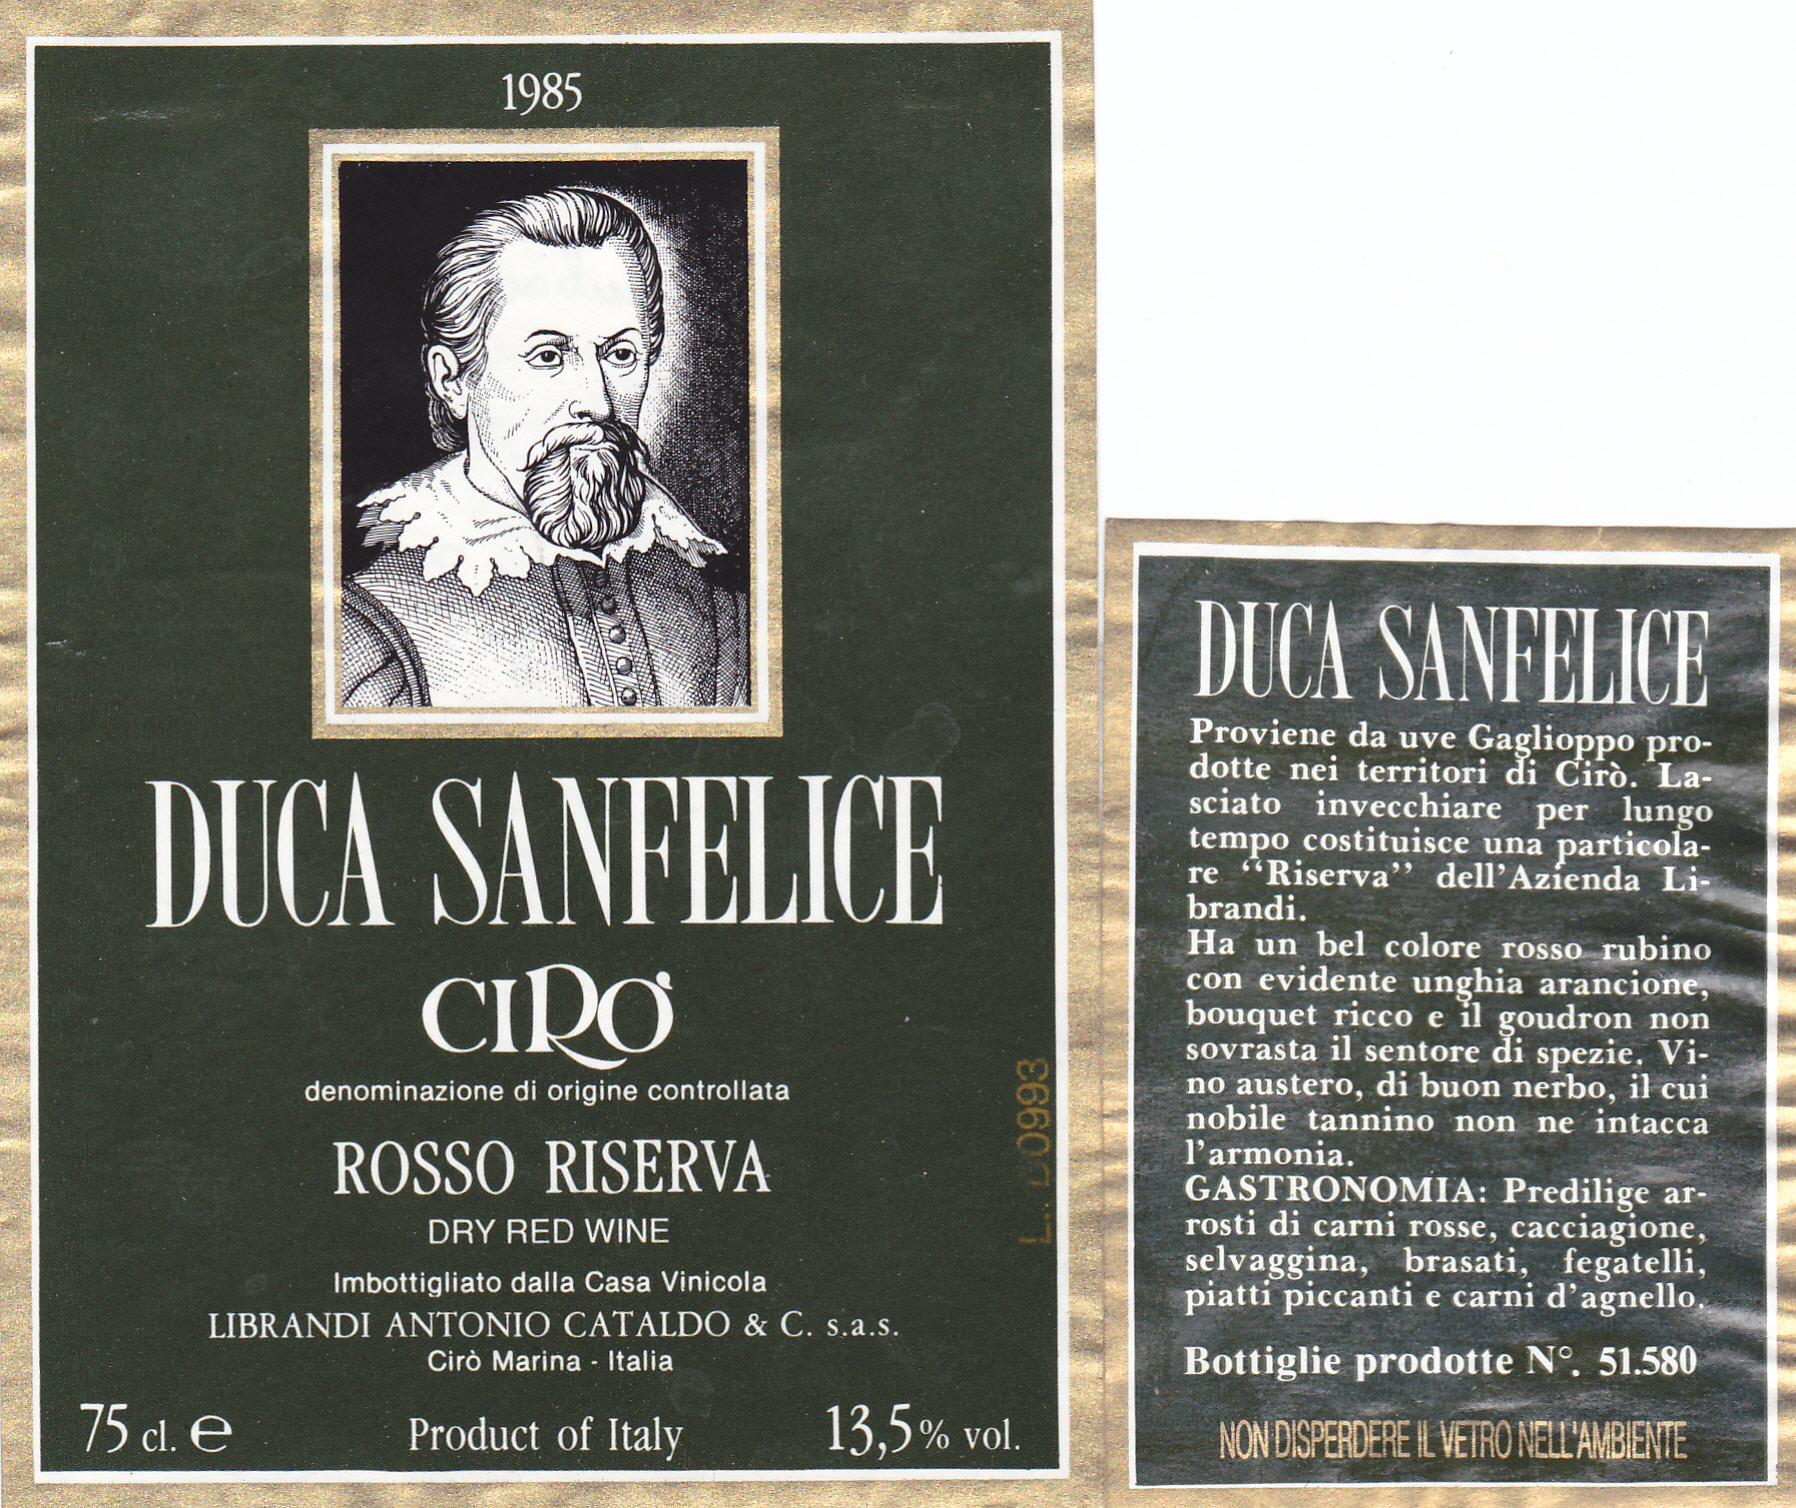 1985
DUCA SANFELICE
CIRO'
denominazione di origine controllata
ROSSO RISERVA
DRY RED WINE
Imbottigliato dalla Casa Vinicola
LIBRANDI ANTONIO CATALDO & C. s.a.s.
Cirò Marina - Italia
75 cl. ℮
Product of Italy
13,5% vol.
DUCA SANFELICE
Proviene da uve Gaglioppo pro-
dotte nei territori di Cirò. La-
sciato invecchiare per lungo
tempo costituisce una particola-
re “Riserva” dell'Azienda Li-
brandi.
Ha un bel colore rosso rubino
con evidente unghia arancione,
bouquet ricco e il goudron non
sovrasta il sentore di spezie. Vi-
no austero, di buon nerbo, il cui
nobile tannino non ne intacca
l'armonia.
GASTRONOMIA: Predilige ar-
rosti di carni rosse, cacciagione,
selvaggina, brasati, fegatelli,
piatti piccanti e carni d'agnello.
Bottiglie prodotte N°. 51.580
NON DISPERDERE IL VETRO NELL'AMBIENTE